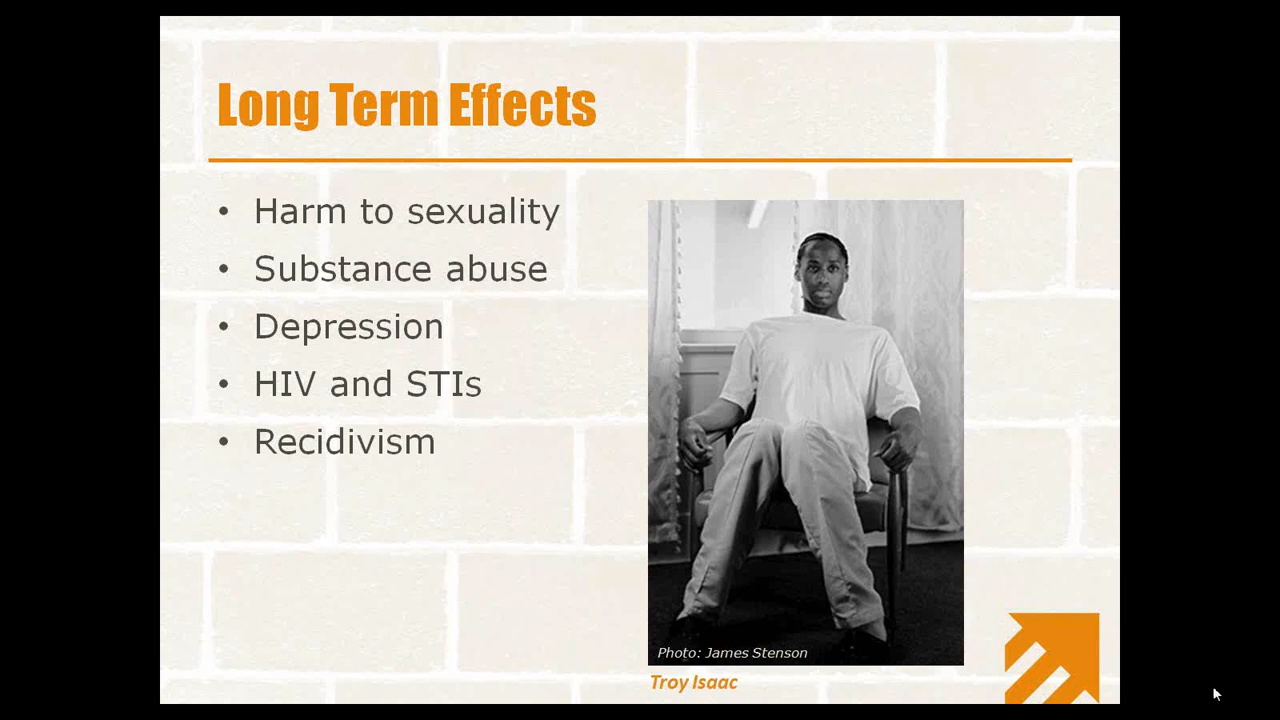 Long Term Effects
• Harm to sexuality
• Substance abuse
• Depression
• HIV and STIs
• Recidivism
Photo: James Stenson
Troy Isaac